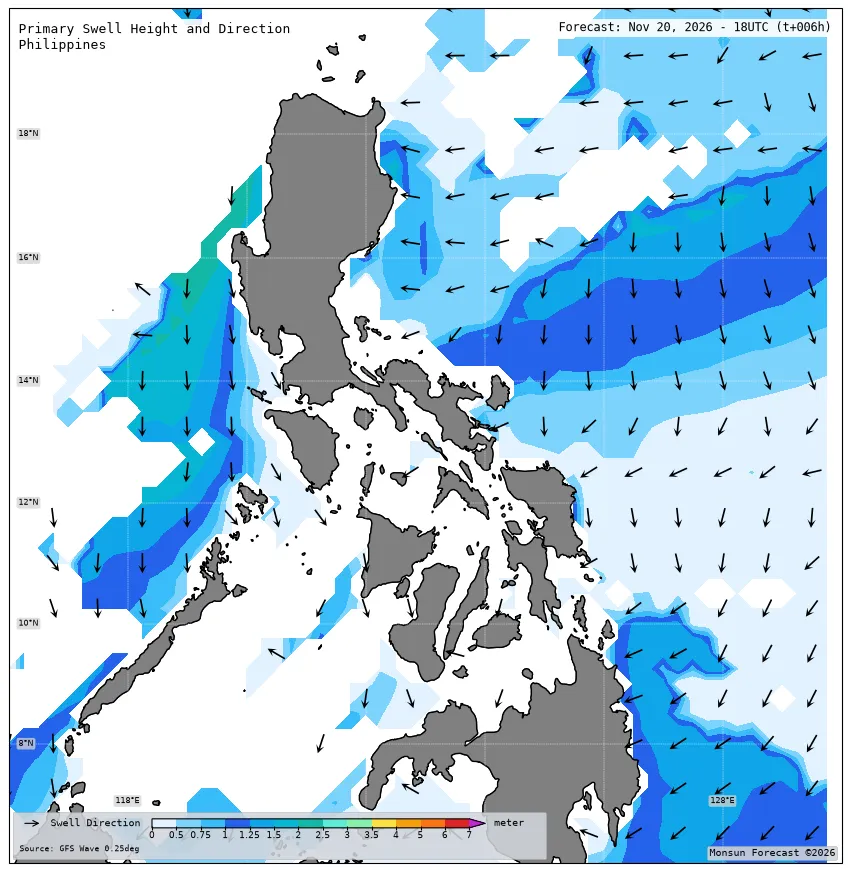 Primary Swell Height and Direction
Philippines
Forecast: Nov 20, 2026 - 18UTC (t+006h)
18°N
16°N
14°N
12°N
10°N
8°N
118°E
128°E
Swell Direction
0 0.5 0.75 1 1.25 1.5 2 2.5 3 3.5 4 5 6 7
meter
Source: GFS Wave 0.25deg
Monsun Forecast ©2026